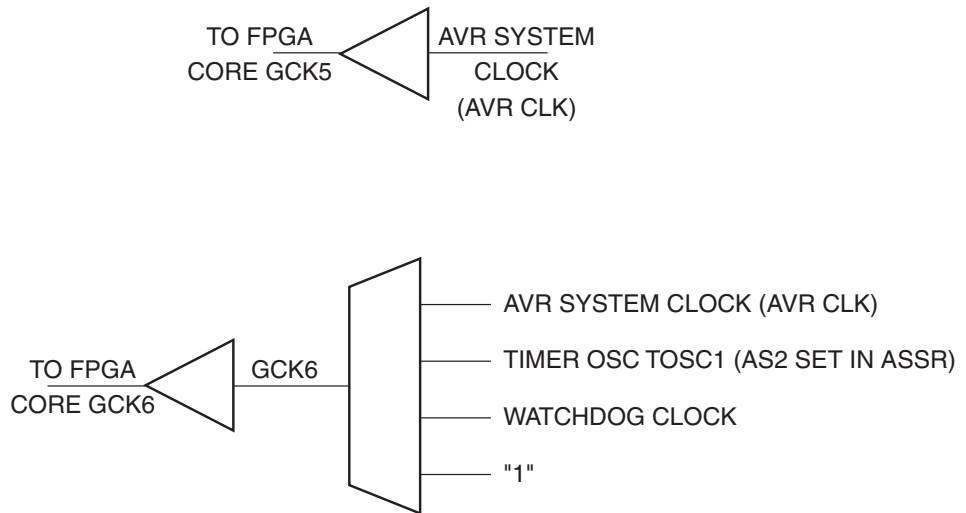 TO FPGA
CORE GCK5
AVR SYSTEM
CLOCK
(AVR CLK)
AVR SYSTEM CLOCK (AVR CLK)
TIMER OSC TOSC1 (AS2 SET IN ASSR)
TO FPGA
CORE GCK6
GCK6
WATCHDOG CLOCK
"1"